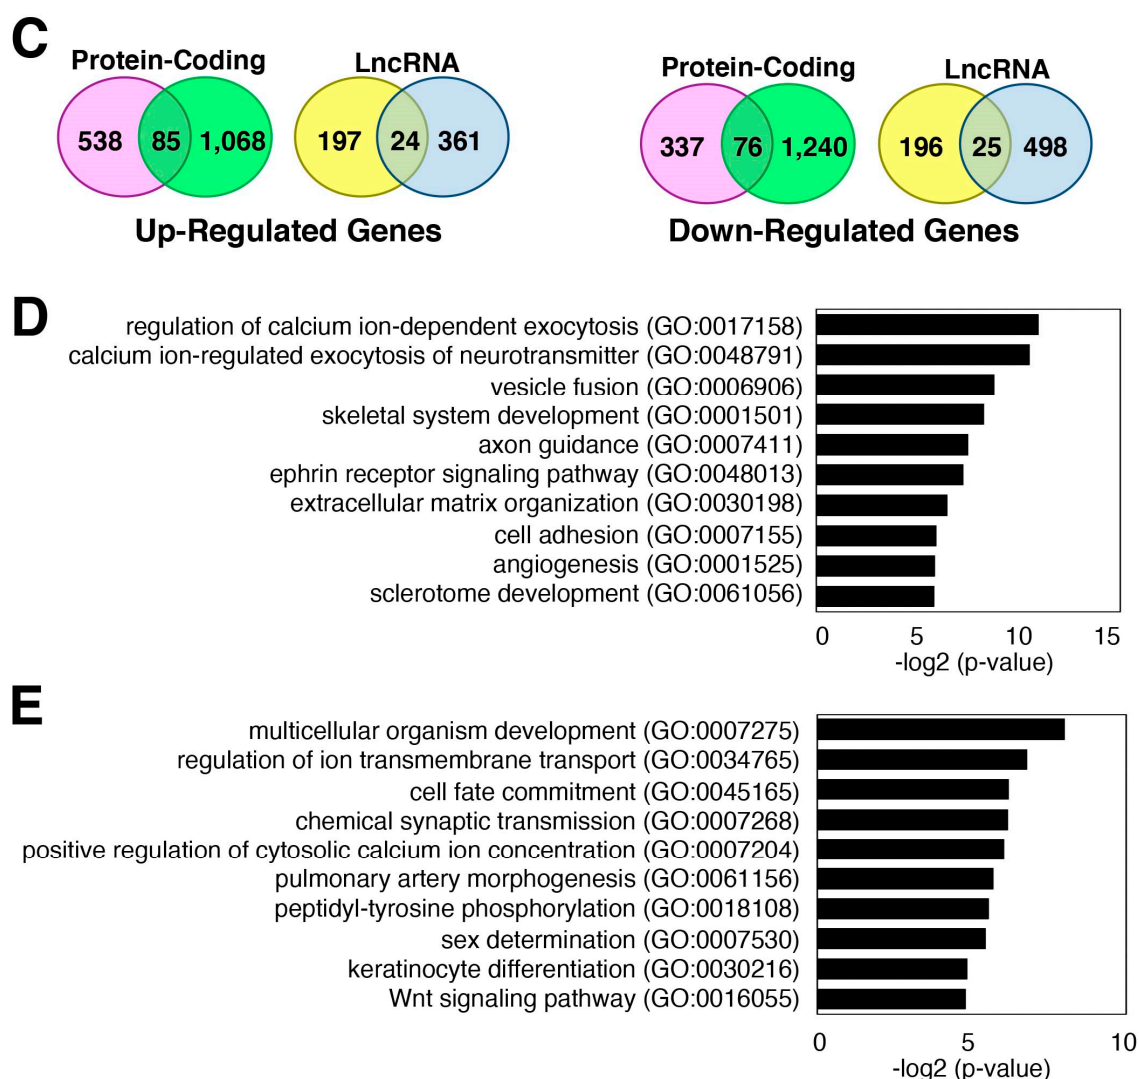 C
Protein-Coding
LncRNA
538 85 1,068
197 24 361
Up-Regulated Genes
Protein-Coding
LncRNA
337 76 1,240
196 25 498
Down-Regulated Genes
D
regulation of calcium ion-dependent exocytosis (GO:0017158)
calcium ion-regulated exocytosis of neurotransmitter (GO:0048791)
vesicle fusion (GO:0006906)
skeletal system development (GO:0001501)
axon guidance (GO:0007411)
ephrin receptor signaling pathway (GO:0048013)
extracellular matrix organization (GO:0030198)
cell adhesion (GO:0007155)
angiogenesis (GO:0001525)
sclerotome development (GO:0061056)
0 5 10 15
-log2 (p-value)
E
multicellular organism development (GO:0007275)
regulation of ion transmembrane transport (GO:0034765)
cell fate commitment (GO:0045165)
chemical synaptic transmission (GO:0007268)
positive regulation of cytosolic calcium ion concentration (GO:0007204)
pulmonary artery morphogenesis (GO:0061156)
peptidyl-tyrosine phosphorylation (GO:0018108)
sex determination (GO:0007530)
keratinocyte differentiation (GO:0030216)
Wnt signaling pathway (GO:0016055)
0 5 10
-log2 (p-value)